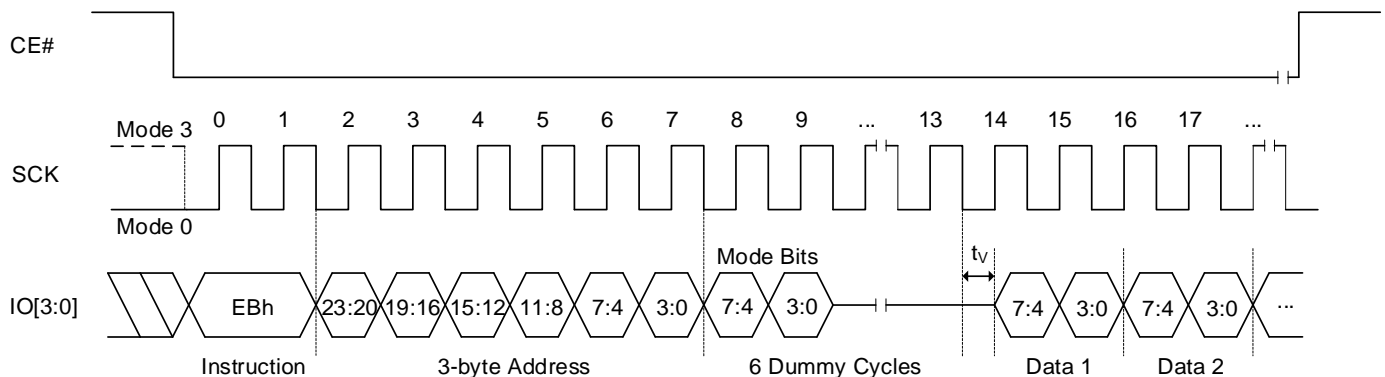 CE#
0 1 2 3 4 5 6 7 8 9 ... 13 14 15 16 17 ...
Mode 3
SCK
Mode 0
Mode Bits
tV
IO[3:0]
EBh 23:20 19:16 15:12 11:8 7:4 3:0 7:4 3:0 7:4 3:0 7:4 3:0 ...
Instruction 3-byte Address 6 Dummy Cycles Data 1 Data 2